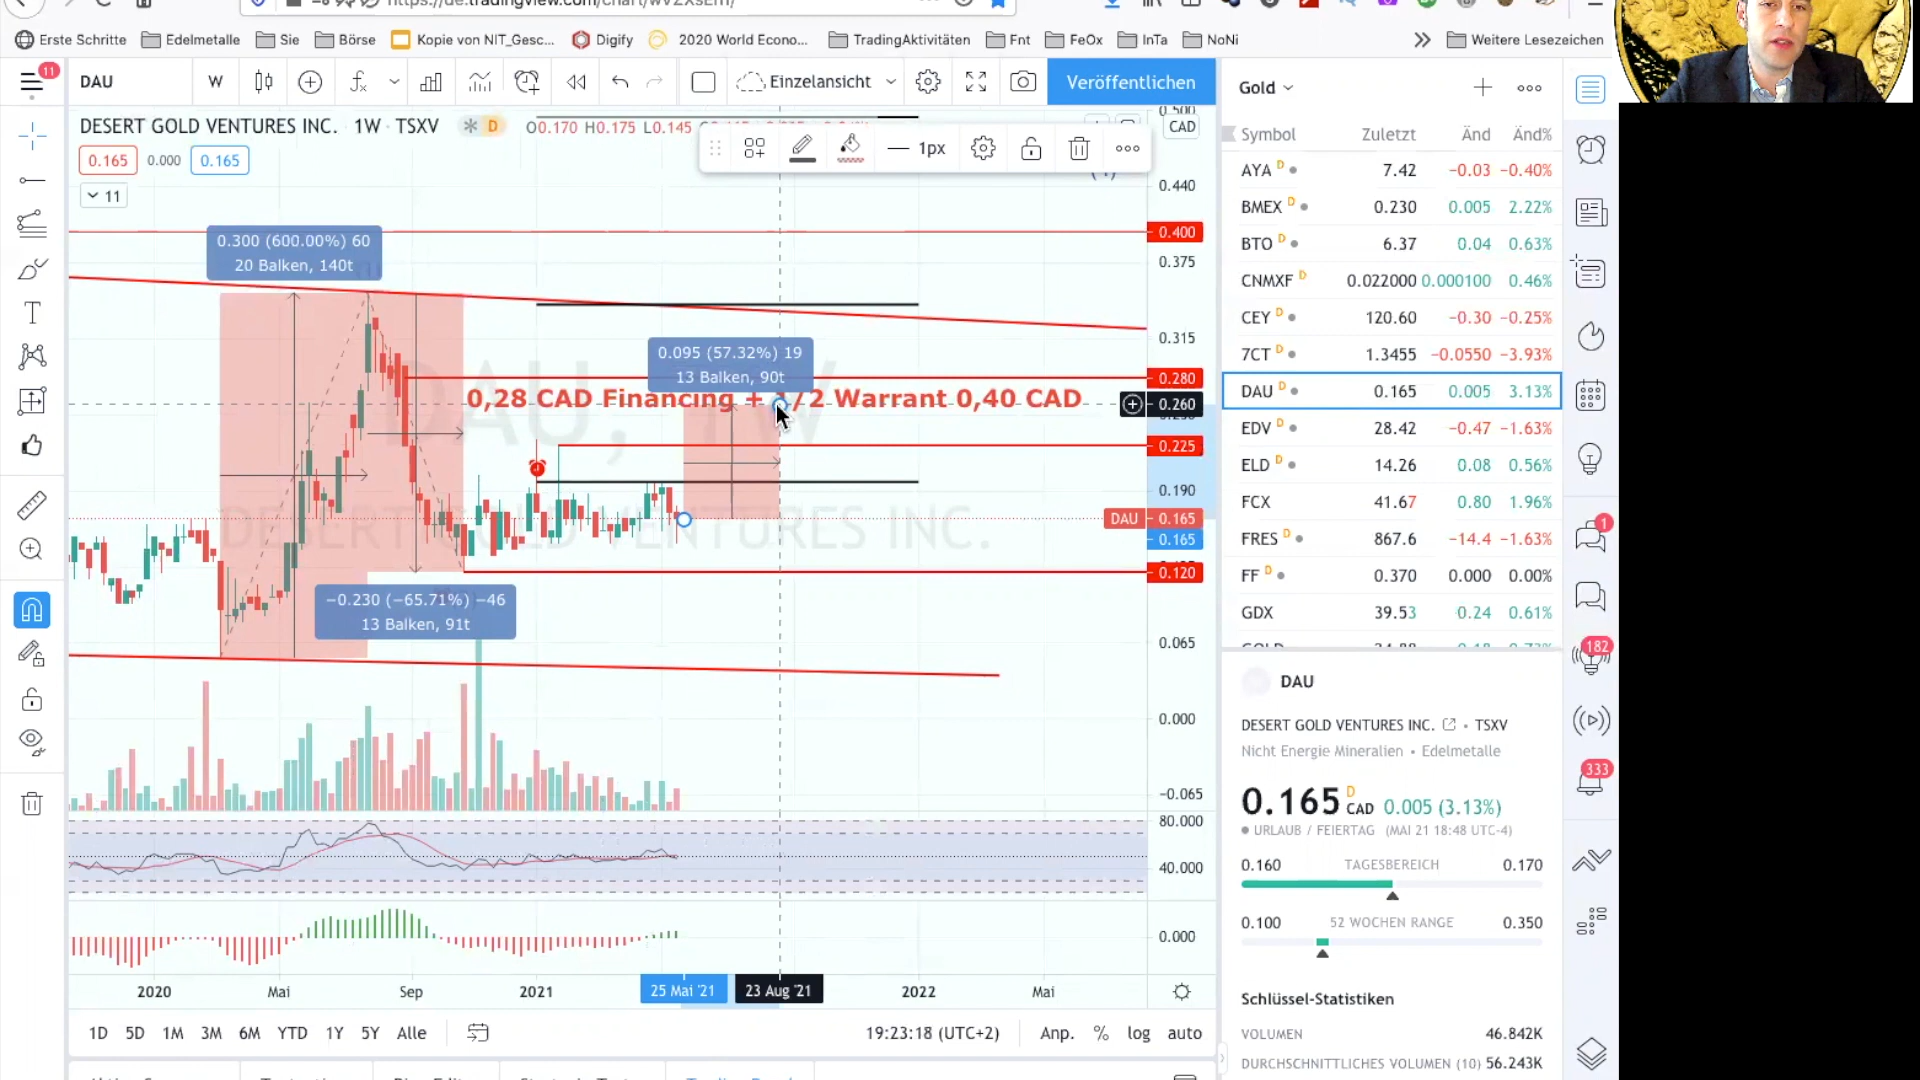 Erste Schritte Edelmetalle Sie Börse Kopie von NIT_Gesc... Digify 2020 World Econo... TradingAktivitäten Fnt FeOx InTa NoNi Weitere Lesezeichen
11
DAU W Einzelansicht Veröffentlichen
DESERT GOLD VENTURES INC. · 1W · TSXV D O0.170 H0.175 L0.145
CAD
0.165 0.000 0.165
11
1px
0.500
0.440
0.400
0.375
0.315
0.280
0.260
0.225
0.190
DAU 0.165
0.165
0.120
0.065
0.000
−0.065
80.000
40.000
0.000
0.300 (600.00%) 60
20 Balken, 140t
0.095 (57.32%) 19
13 Balken, 90t
DAU, 1W
0,28 CAD Financing + 1/2 Warrant 0,40 CAD
DESERT GOLD VENTURES INC.
−0.230 (−65.71%) −46
13 Balken, 91t
2020 Mai Sep 2021 25 Mai '21 23 Aug '21 2022 Mai
1D 5D 1M 3M 6M YTD 1Y 5Y Alle 19:23:18 (UTC+2) Anp. % log auto
Gold
Symbol Zuletzt Änd Änd%
AYA D 7.42 −0.03 −0.40%
BMEX D 0.230 0.005 2.22%
BTO D 6.37 0.04 0.63%
CNMXF D 0.022000 0.000100 0.46%
CEY D 120.60 −0.30 −0.25%
7CT D 1.3455 −0.0550 −3.93%
DAU D 0.165 0.005 3.13%
EDV D 28.42 −0.47 −1.63%
ELD D 14.26 0.08 0.56%
FCX 41.67 0.80 1.96%
FRES D 867.6 −14.4 −1.63%
FF D 0.370 0.000 0.00%
GDX 39.53 0.24 0.61%
DAU
DESERT GOLD VENTURES INC. • TSXV
Nicht Energie Mineralien • Edelmetalle
0.165 D CAD 0.005 (3.13%)
URLAUB / FEIERTAG (MAI 21 18:48 UTC-4)
0.160 TAGESBEREICH 0.170
0.100 52 WOCHEN RANGE 0.350
Schlüssel-Statistiken
VOLUMEN 46.842K
DURCHSCHNITTLICHES VOLUMEN (10) 56.243K
1
182
333